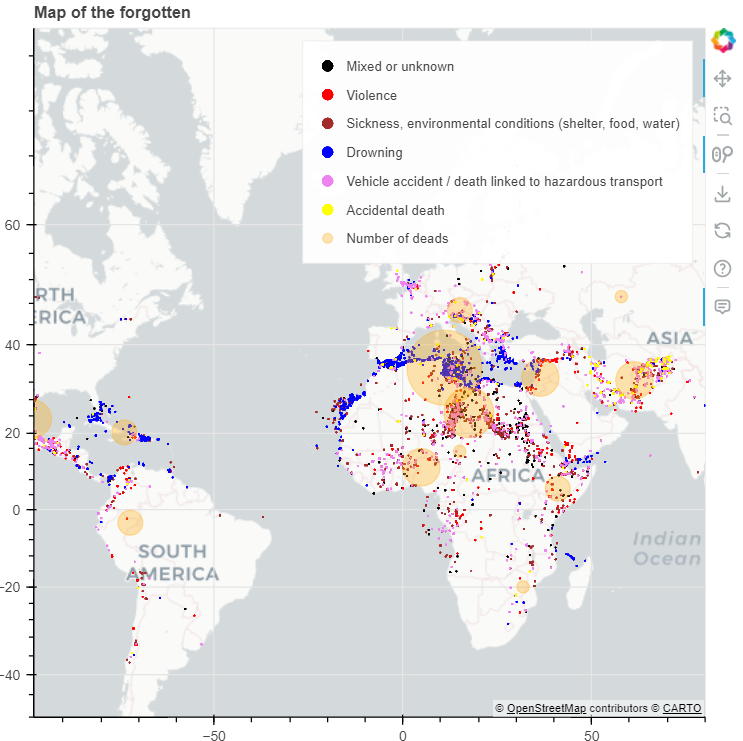 Map of the forgotten
Mixed or unknown
Violence
Sickness, environmental conditions (shelter, food, water)
Drowning
Vehicle accident / death linked to hazardous transport
Accidental death
Number of deads
60
RTH
ERICA
ASIA
40
20
AFRICA
0
Indian
Ocean
SOUTH
AMERICA
−20
−40
© OpenStreetMap contributors © CARTO
−50
0
50